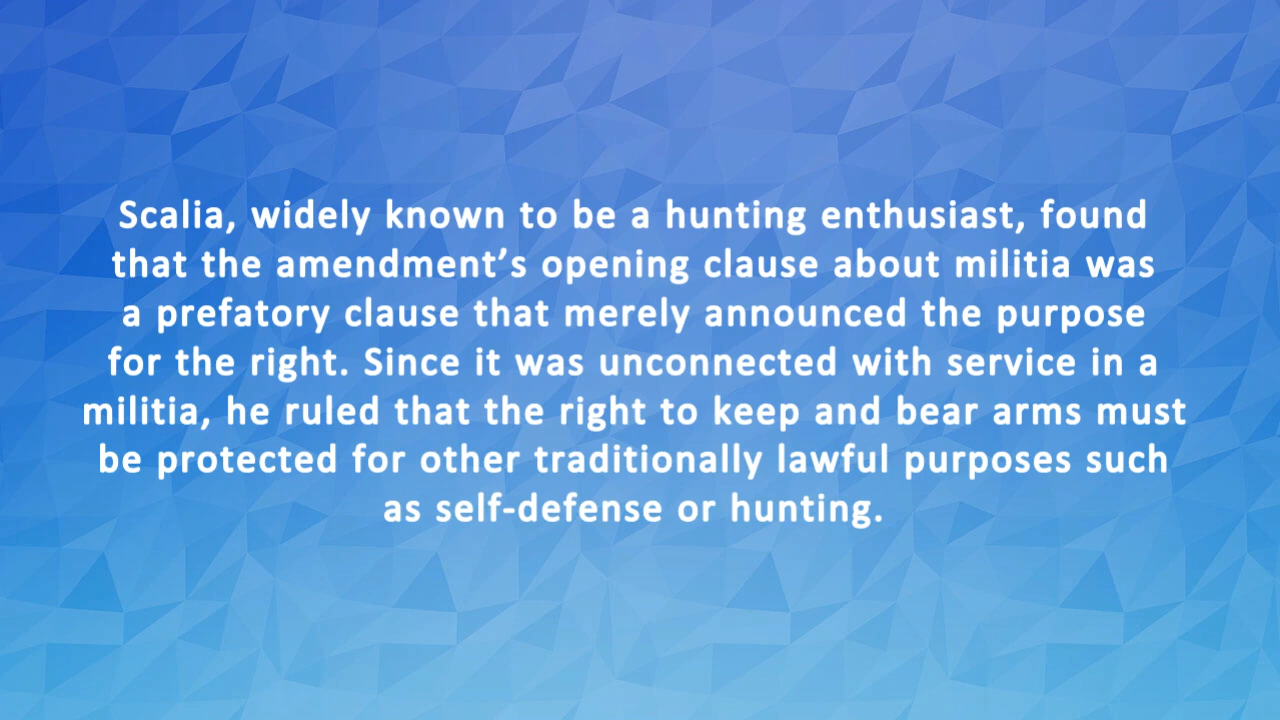 Scalia, widely known to be a hunting enthusiast, found
that the amendment’s opening clause about militia was
a prefatory clause that merely announced the purpose
for the right. Since it was unconnected with service in a
militia, he ruled that the right to keep and bear arms must
be protected for other traditionally lawful purposes such
as self-defense or hunting.